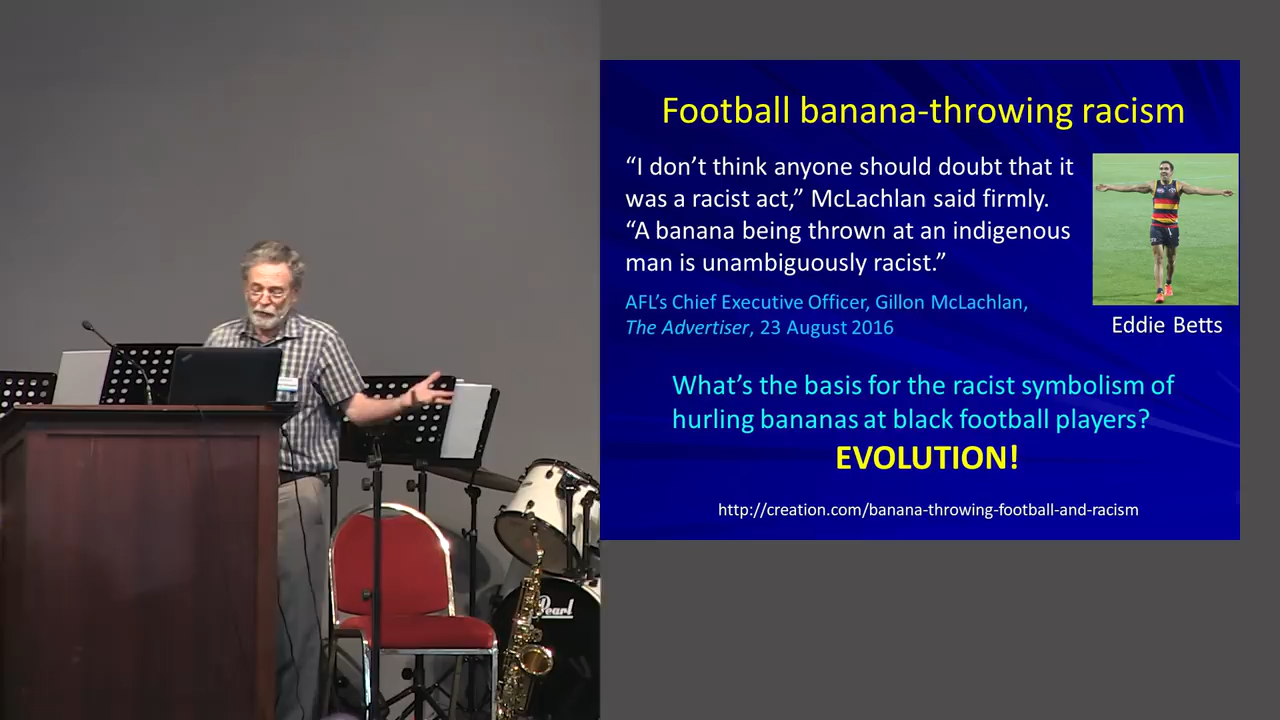 Football banana-throwing racism
“I don’t think anyone should doubt that it
was a racist act,” McLachlan said firmly.
“A banana being thrown at an indigenous
man is unambiguously racist.”
AFL’s Chief Executive Officer, Gillon McLachlan,
The Advertiser, 23 August 2016
Eddie Betts
What’s the basis for the racist symbolism of
hurling bananas at black football players?
EVOLUTION!
http://creation.com/banana-throwing-football-and-racism
Pearl